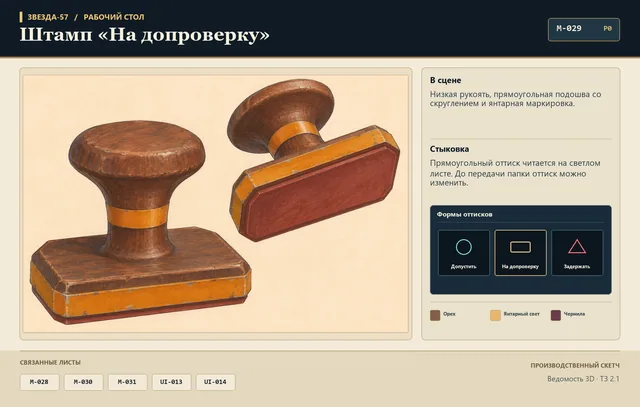 ЗВЕЗДА-57 / РАБОЧИЙ СТОЛ
Штамп «На допроверку»
M-029 P0
В сцене
Низкая рукоять, прямоугольная подошва со
скруглением и янтарная маркировка.
Стыковка
Прямоугольный оттиск читается на светлом
листе. До передачи папки оттиск можно
изменить.
Формы оттисков
Допустить
На допроверку
Задержать
Орех
Янтарный свет
Чернила
СВЯЗАННЫЕ ЛИСТЫ
M-028
M-030
M-031
UI-013
UI-014
ПРОИЗВОДСТВЕННЫЙ СКЕТЧ
Ведомость 3D · ТЗ 2.1